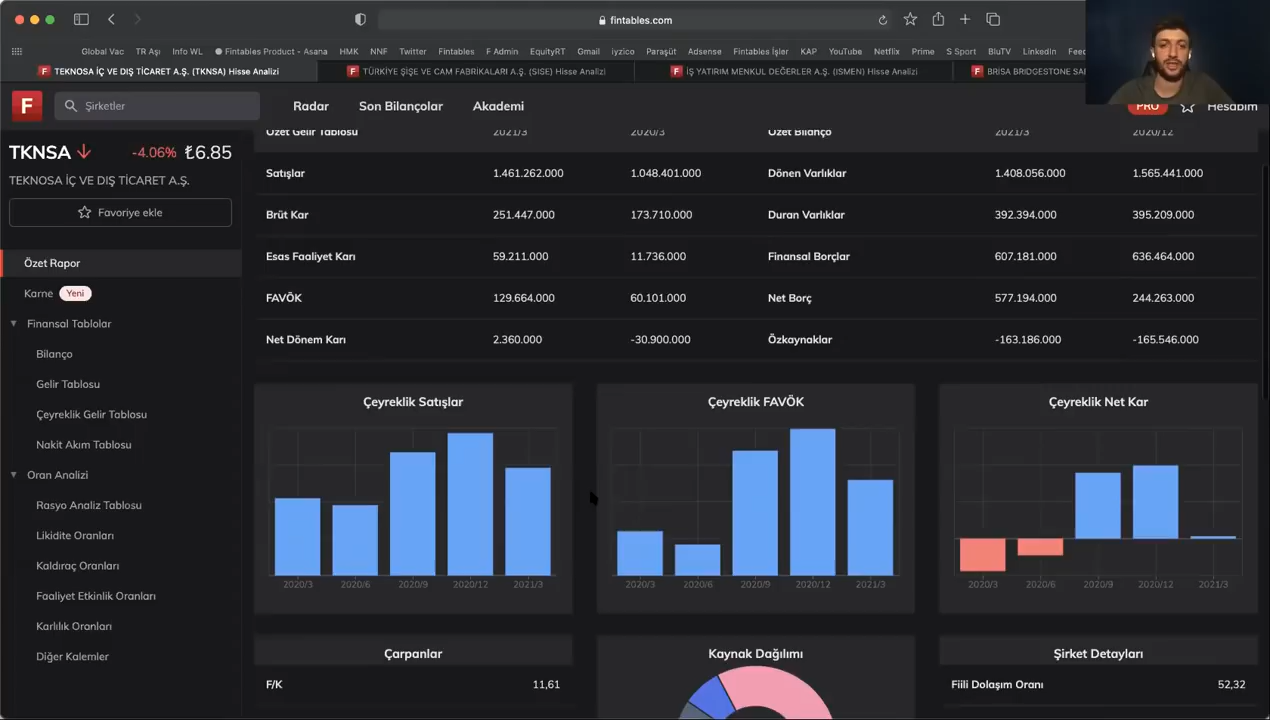 fintables.com
Global Vac TR Aşı Info WL Fintables Product - Asana HMK NNF Twitter Fintables F Admin EquityRT Gmail iyzico Paraşüt Adsense Fintables İşler KAP YouTube Netflix Prime S Sport BluTV LinkedIn Feed
F TEKNOSA İÇ VE DIŞ TİCARET A.Ş. (TKNSA) Hisse Analizi F TÜRKİYE ŞİŞE VE CAM FABRİKALARI A.Ş. (SISE) Hisse Analizi F İŞ YATIRIM MENKUL DEĞERLER A.Ş. (ISMEN) Hisse Analizi F BRİSA BRIDGESTONE SA
F Şirketler Radar Son Bilançolar Akademi PRO Hesabım
TKNSA -4.06% ₺6.85
TEKNOSA İÇ VE DIŞ TİCARET A.Ş.
Favoriye ekle
Özet Rapor
Karne Yeni
Finansal Tablolar
Bilanço
Gelir Tablosu
Çeyreklik Gelir Tablosu
Nakit Akım Tablosu
Oran Analizi
Rasyo Analiz Tablosu
Likidite Oranları
Kaldıraç Oranları
Faaliyet Etkinlik Oranları
Karlılık Oranları
Diğer Kalemler
Özet Gelir Tablosu 2021/3 2020/3 Özet Bilanço 2021/3 2020/12
Satışlar 1.461.262.000 1.048.401.000 Dönen Varlıklar 1.408.056.000 1.565.441.000
Brüt Kar 251.447.000 173.710.000 Duran Varlıklar 392.394.000 395.209.000
Esas Faaliyet Karı 59.211.000 11.736.000 Finansal Borçlar 607.181.000 636.464.000
FAVÖK 129.664.000 60.101.000 Net Borç 577.194.000 244.263.000
Net Dönem Karı 2.360.000 -30.900.000 Özkaynaklar -163.186.000 -165.546.000
Çeyreklik Satışlar
2020/3 2020/6 2020/9 2020/12 2021/3
Çeyreklik FAVÖK
2020/3 2020/6 2020/9 2020/12 2021/3
Çeyreklik Net Kar
2020/3 2020/6 2020/9 2020/12 2021/3
Çarpanlar
F/K 11,61
Kaynak Dağılımı
Şirket Detayları
Fiili Dolaşım Oranı 52,32